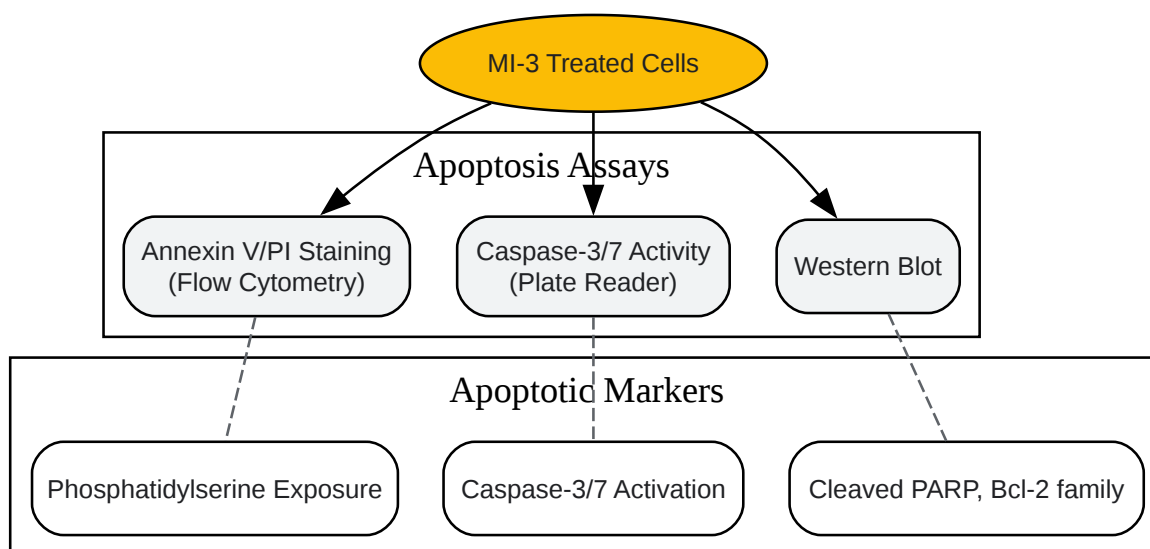 MI-3 Treated Cells
Apoptosis Assays
Annexin V/PI Staining
(Flow Cytometry)
Caspase-3/7 Activity
(Plate Reader)
Western Blot
Apoptotic Markers
Phosphatidylserine Exposure
Caspase-3/7 Activation
Cleaved PARP, Bcl-2 family